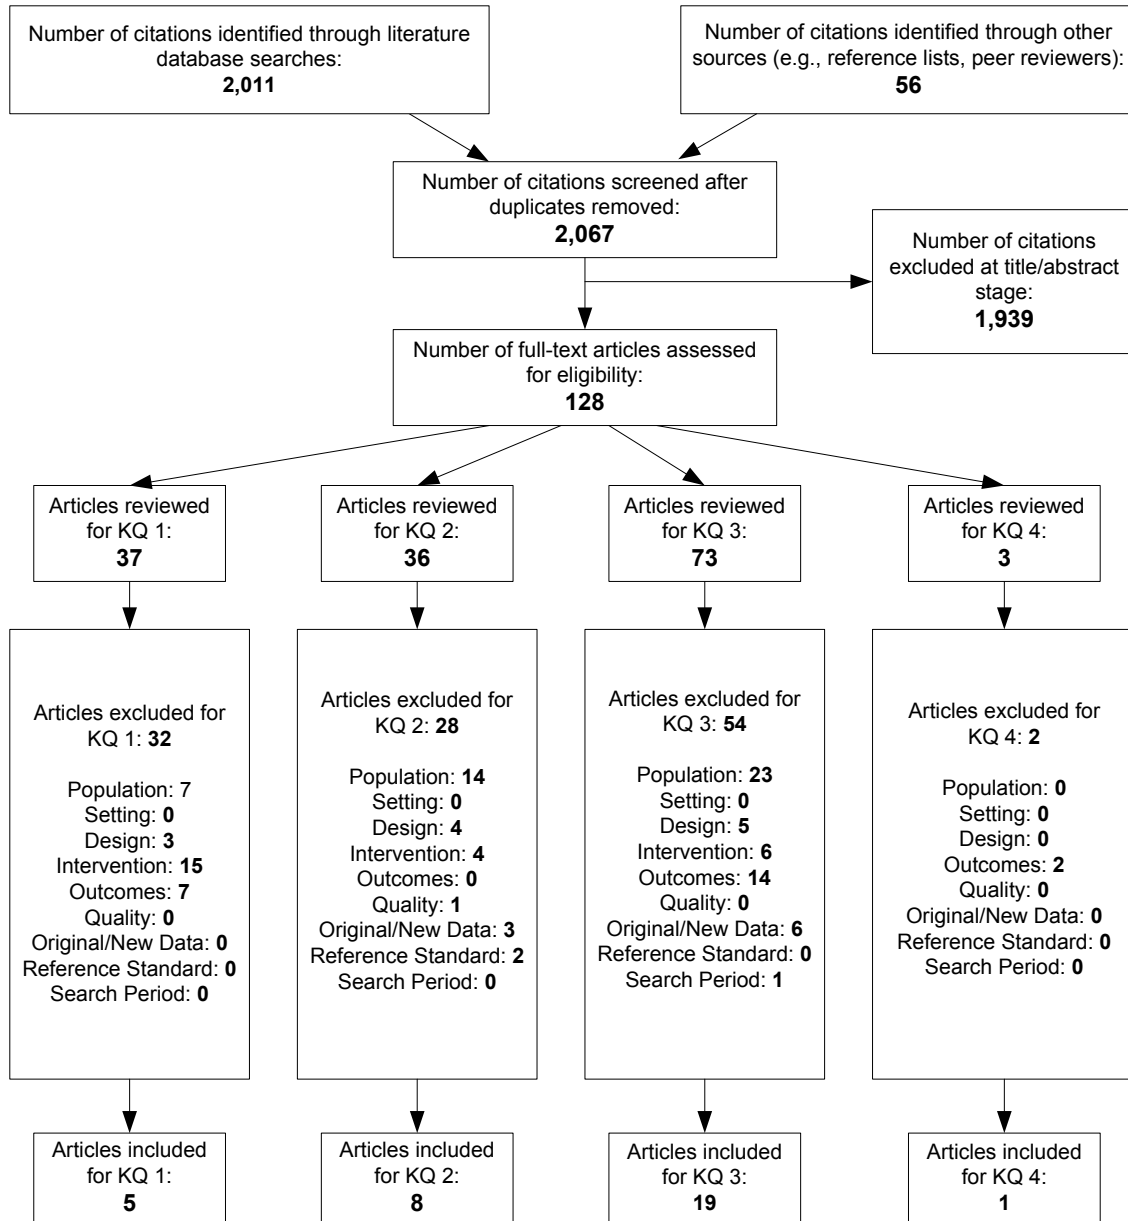 Number of citations identified through literature
database searches:
2,011
Number of citations identified through other
sources (e.g., reference lists, peer reviewers):
56
Number of citations screened after
duplicates removed:
2,067
Number of citations
excluded at title/abstract
stage:
1,939
Number of full-text articles assessed
for eligibility:
128
Articles reviewed
for KQ 1:
37
Articles reviewed
for KQ 2:
36
Articles reviewed
for KQ 3:
73
Articles reviewed
for KQ 4:
3
Articles excluded for
KQ 1: 32
Population: 7
Setting: 0
Design: 3
Intervention: 15
Outcomes: 7
Quality: 0
Original/New Data: 0
Reference Standard: 0
Search Period: 0
Articles excluded for
KQ 2: 28
Population: 14
Setting: 0
Design: 4
Intervention: 4
Outcomes: 0
Quality: 1
Original/New Data: 3
Reference Standard: 2
Search Period: 0
Articles excluded for
KQ 3: 54
Population: 23
Setting: 0
Design: 5
Intervention: 6
Outcomes: 14
Quality: 0
Original/New Data: 6
Reference Standard: 0
Search Period: 1
Articles excluded for
KQ 4: 2
Population: 0
Setting: 0
Design: 0
Outcomes: 2
Quality: 0
Original/New Data: 0
Reference Standard: 0
Search Period: 0
Articles included
for KQ 1:
5
Articles included
for KQ 2:
8
Articles included
for KQ 3:
19
Articles included
for KQ 4:
1